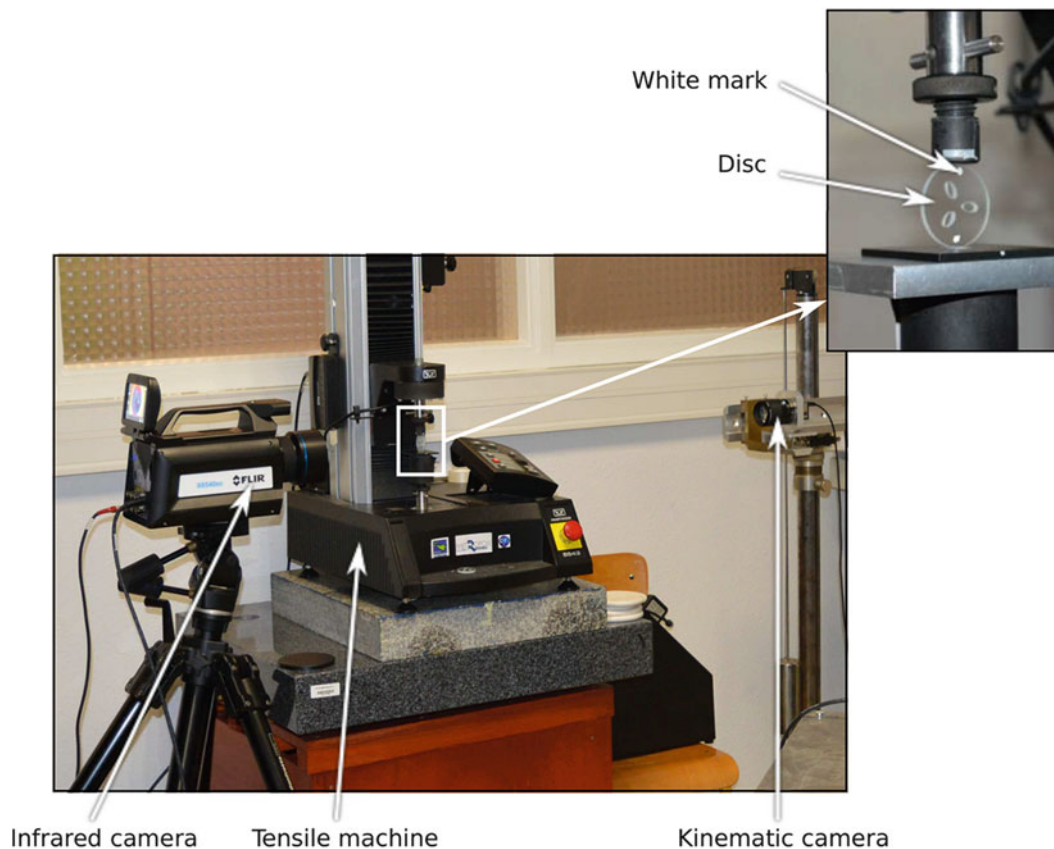 White mark
Disc
FLIR
Infrared camera
Tensile machine
Kinematic camera